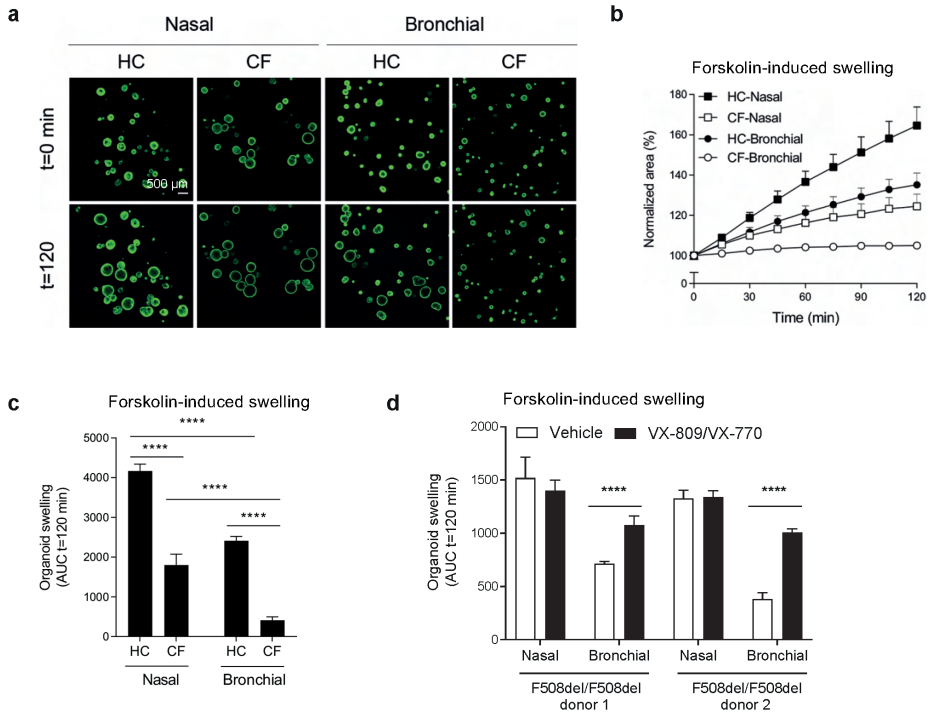 a
Nasal
Bronchial
HC
CF
HC
CF
t=0 min
500 µm
t=120
b
Forskolin-induced swelling
180
160
140
120
100
0
Normalized area (%)
HC-Nasal
CF-Nasal
HC-Bronchial
CF-Bronchial
0
30
60
90
120
Time (min)
c
Forskolin-induced swelling
****
****
****
****
5000
4000
3000
2000
1000
0
Organoid swelling
(AUC t=120 min)
HC
CF
HC
CF
Nasal
Bronchial
d
Forskolin-induced swelling
Vehicle
VX-809/VX-770
2000
1500
1000
500
0
Organoid swelling
(AUC t=120 min)
****
****
Nasal
Bronchial
Nasal
Bronchial
F508del/F508del
donor 1
F508del/F508del
donor 2